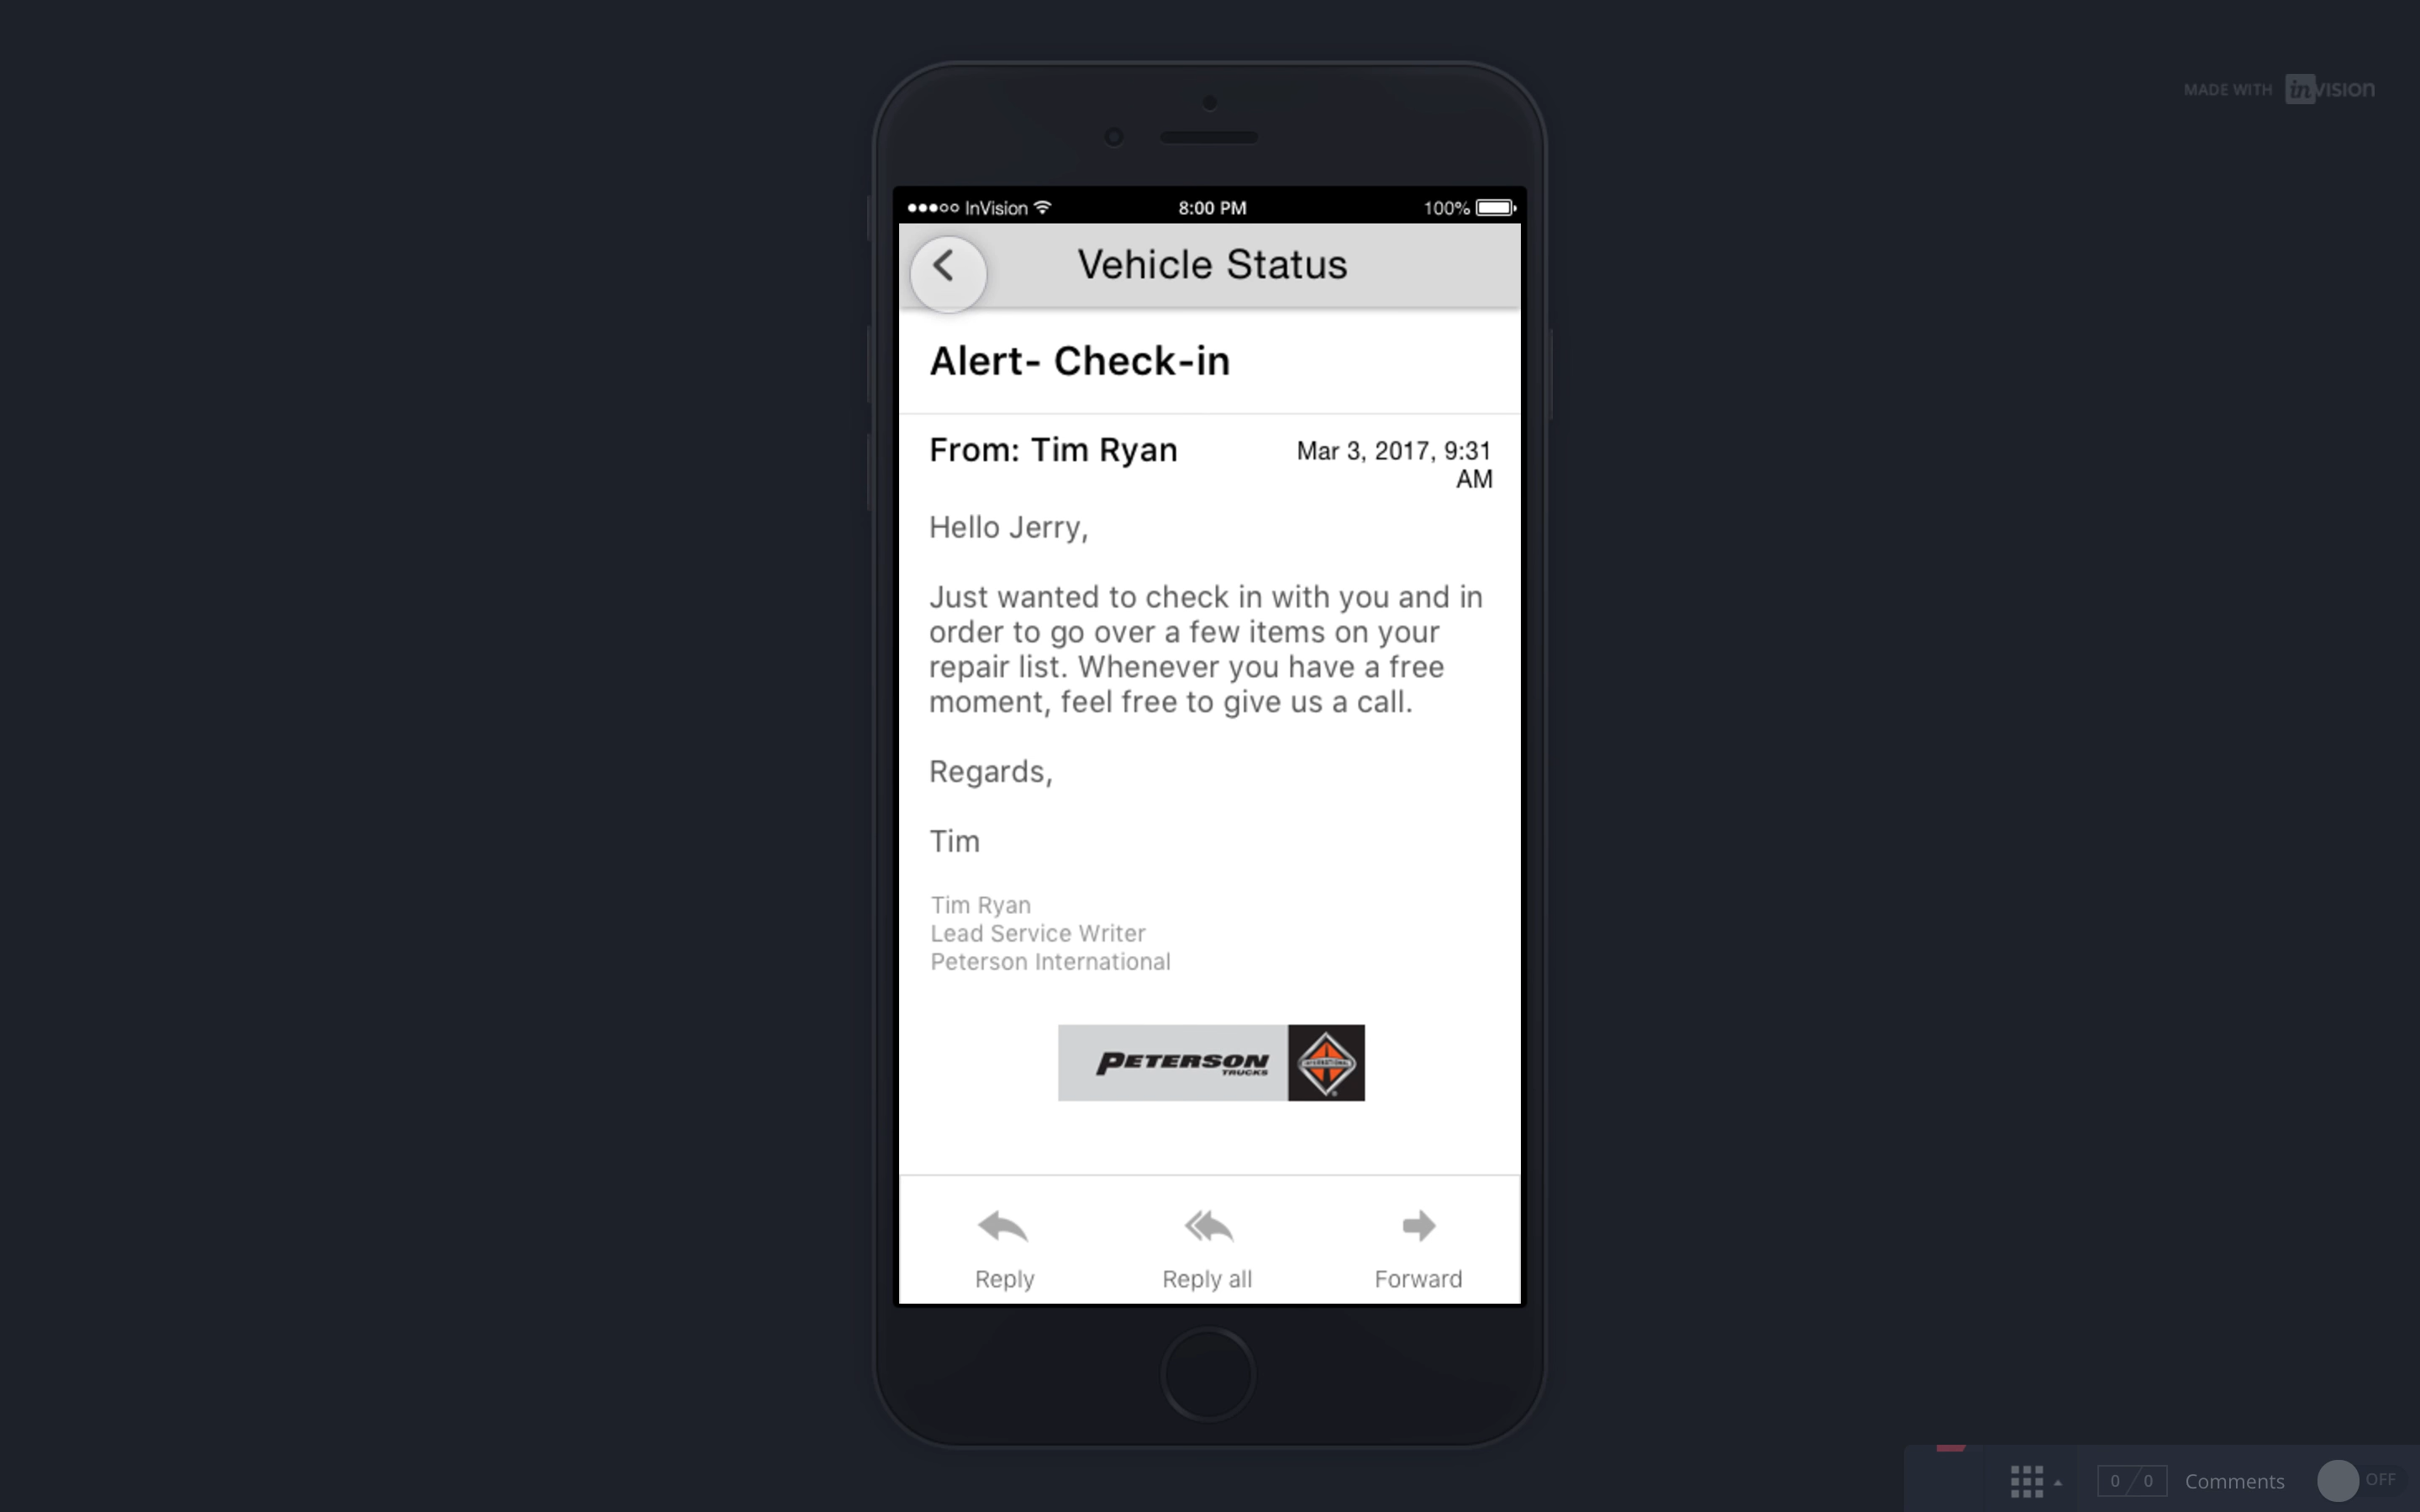 MADE WITH inVISION
InVision 8:00 PM 100%
Vehicle Status
Alert- Check-in
From: Tim Ryan
Mar 3, 2017, 9:31
AM
Hello Jerry,
Just wanted to check in with you and in
order to go over a few items on your
repair list. Whenever you have a free
moment, feel free to give us a call.
Regards,
Tim
Tim Ryan
Lead Service Writer
Peterson International
PETERSON
TRUCKS
INTERNATIONAL
Reply Reply all Forward
0 / 0 Comments OFF